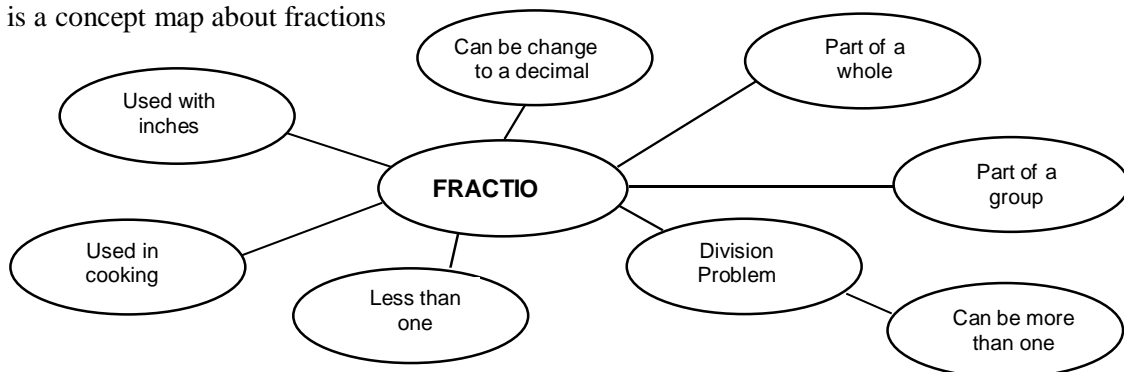 is a concept map about fractions
Can be change
to a decimal
Part of a
whole
Used with
inches
FRACTIO
Part of a
group
Used in
cooking
Division
Problem
Less than
one
Can be more
than one